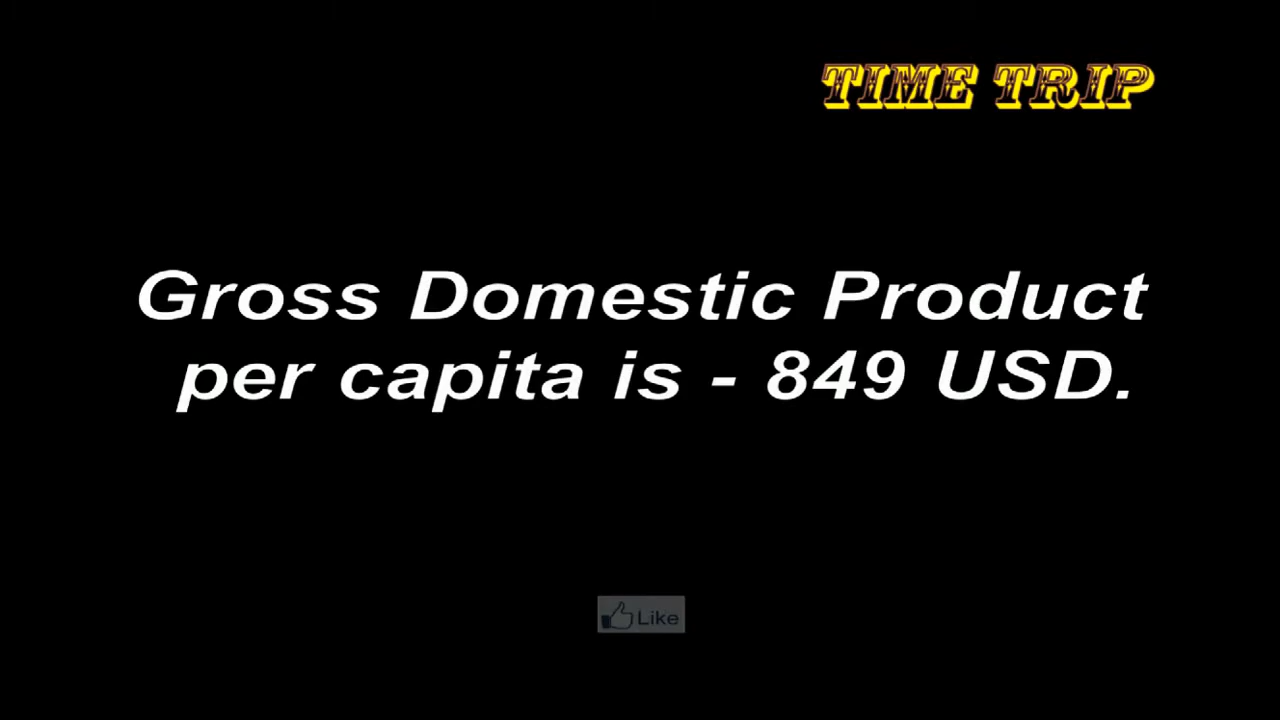 TIME TRIP
Gross Domestic Product
per capita is - 849 USD.
Like